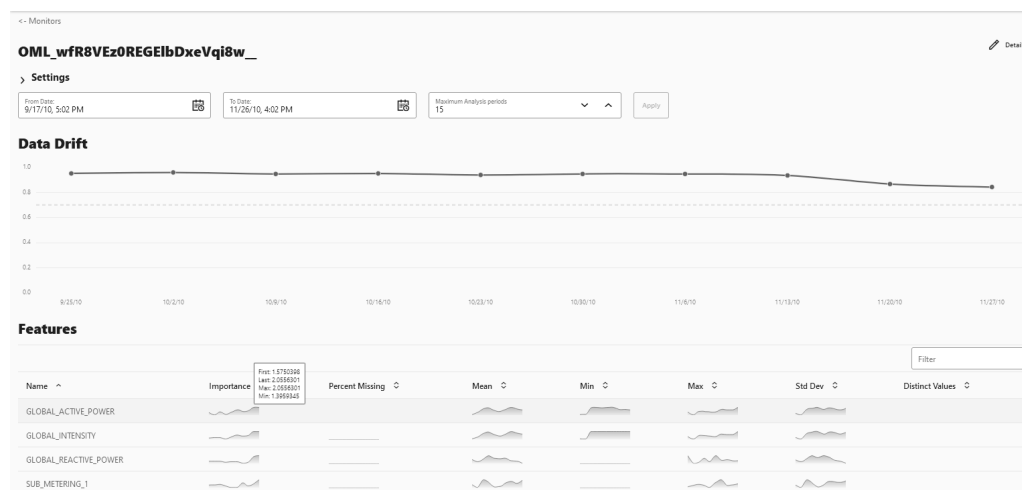 <- Monitors
OML_wfR8VEz0REGElbDxeVqi8w__
Detai
Settings
From Date:
9/17/10, 5:02 PM
To Date:
11/26/10, 4:02 PM
Maximum Analysis periods
15
Apply
Data Drift
1.0
0.8
0.6
0.4
0.2
0.0
9/25/10 10/2/10 10/9/10 10/16/10 10/23/10 10/30/10 11/6/10 11/13/10 11/20/10 11/27/10
Features
Filter
First: 1.5750398
Last: 2.0556301
Max: 2.0556301
Min: 1.3959345
Name Importance Percent Missing Mean Min Max Std Dev Distinct Values
GLOBAL_ACTIVE_POWER
GLOBAL_INTENSITY
GLOBAL_REACTIVE_POWER
SUB_METERING_1